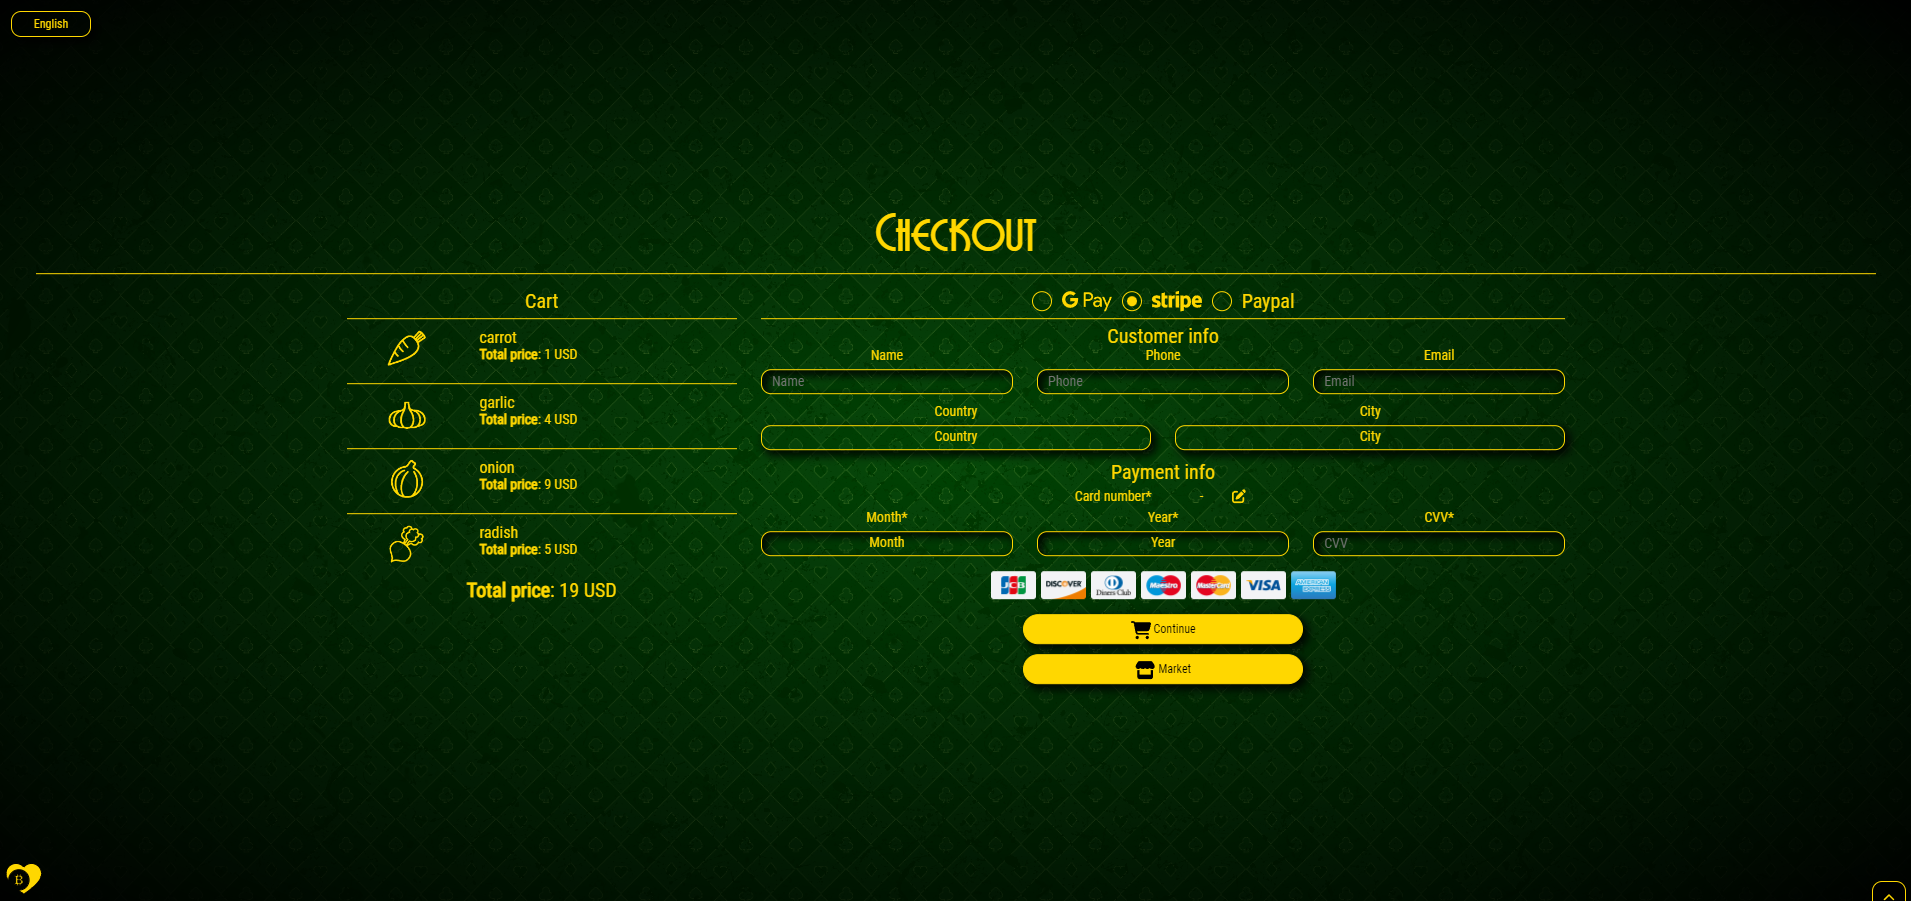 English
Checkout
Cart
carrot
Total price: 1 USD
garlic
Total price: 4 USD
onion
Total price: 9 USD
radish
Total price: 5 USD
Total price: 19 USD
G Pay stripe Paypal
Customer info
Name Phone Email
Name Phone Email
Country City
Country City
Payment info
Card number* -
Month* Year* CVV*
Month Year CVV
JCB DISCOVER Diners Club Maestro MasterCard VISA AMERICAN EXPRESS
Continue
Market